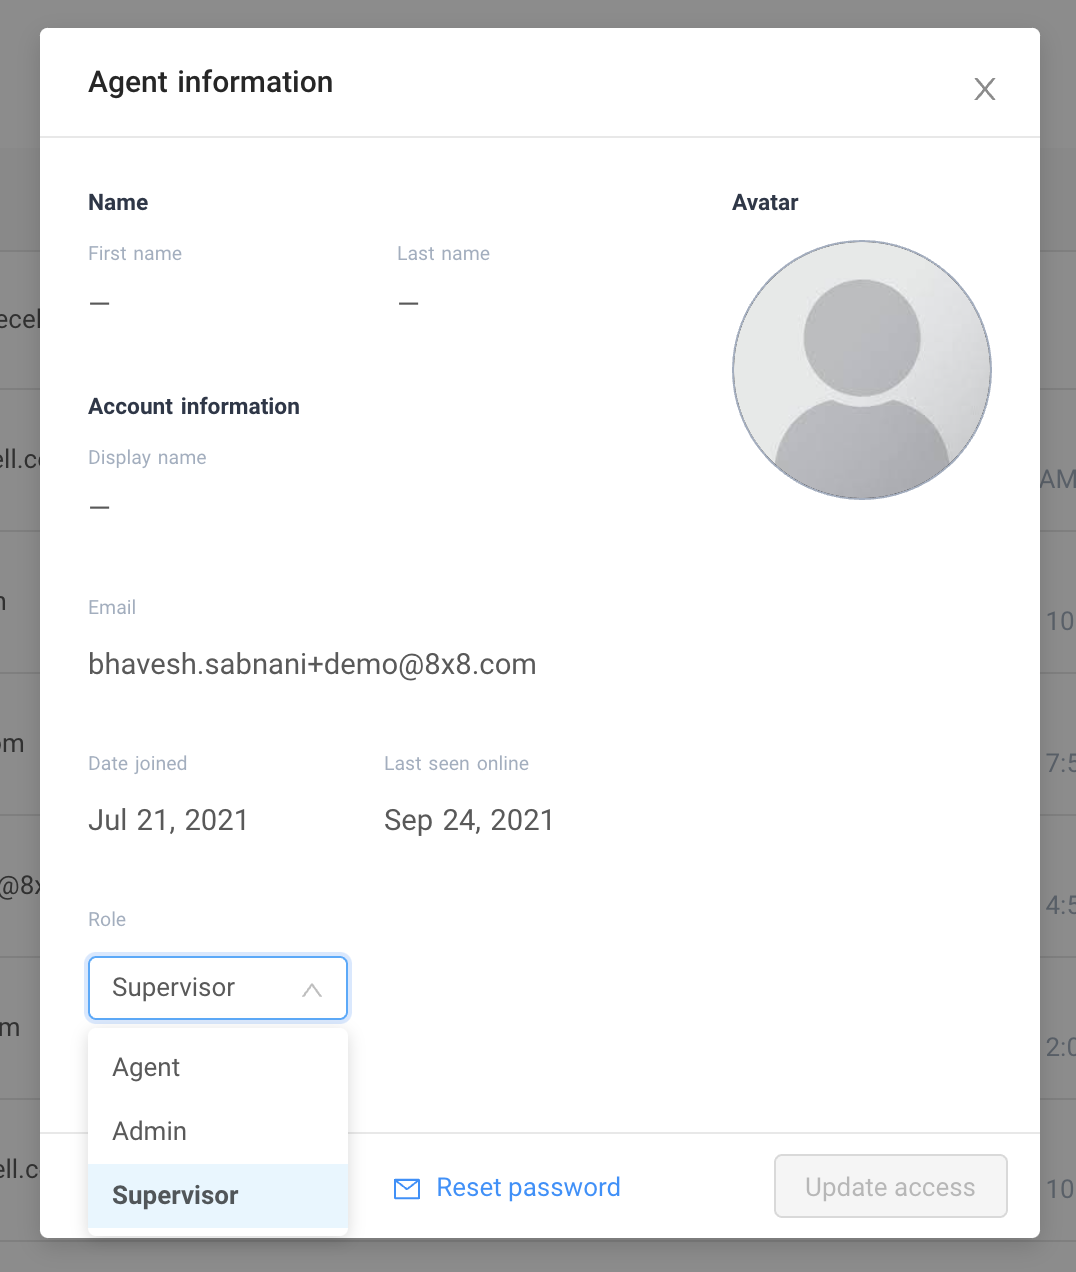 Agent information
Name
Avatar
First name
Last name
—
—
Account information
Display name
—
Email
bhavesh.sabnani+demo@8x8.com
Date joined
Last seen online
Jul 21, 2021
Sep 24, 2021
Role
Supervisor
Agent
Admin
Supervisor
Reset password
Update access
ell.c
AM
10
om
7:5
@8x
4:5
m
2:0
ell.c
10